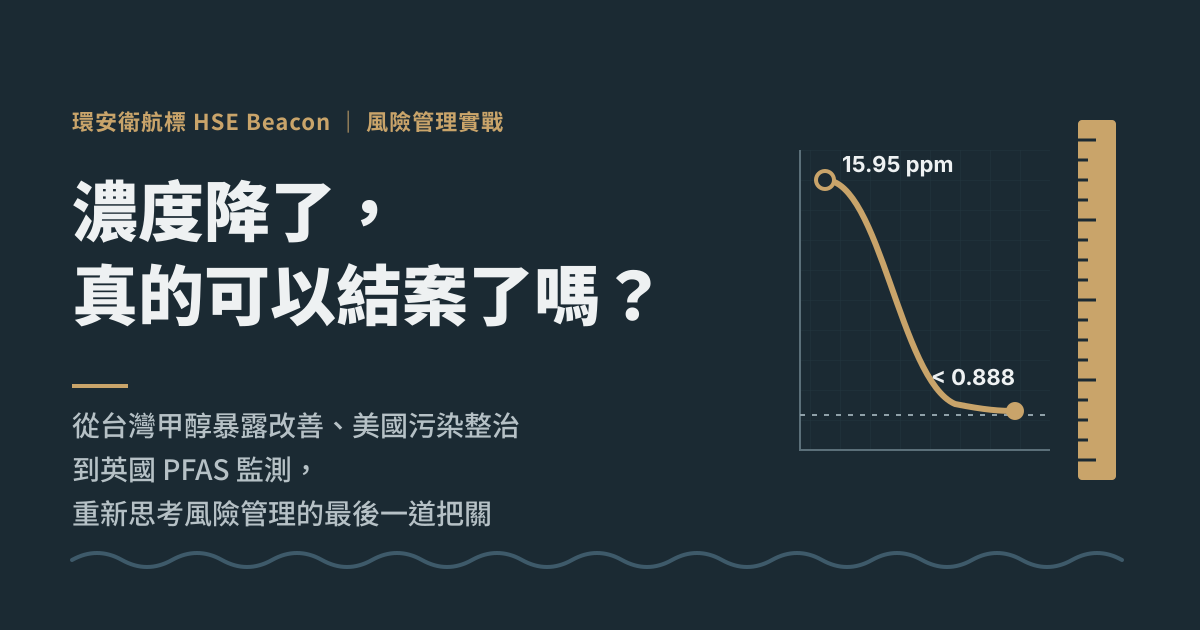 環安衛航標 HSE Beacon｜風險管理實戰
濃度降了，
真的可以結案了嗎？
從台灣甲醇暴露改善、美國污染整治
到英國 PFAS 監測，
重新思考風險管理的最後一道把關
15.95 ppm
< 0.888